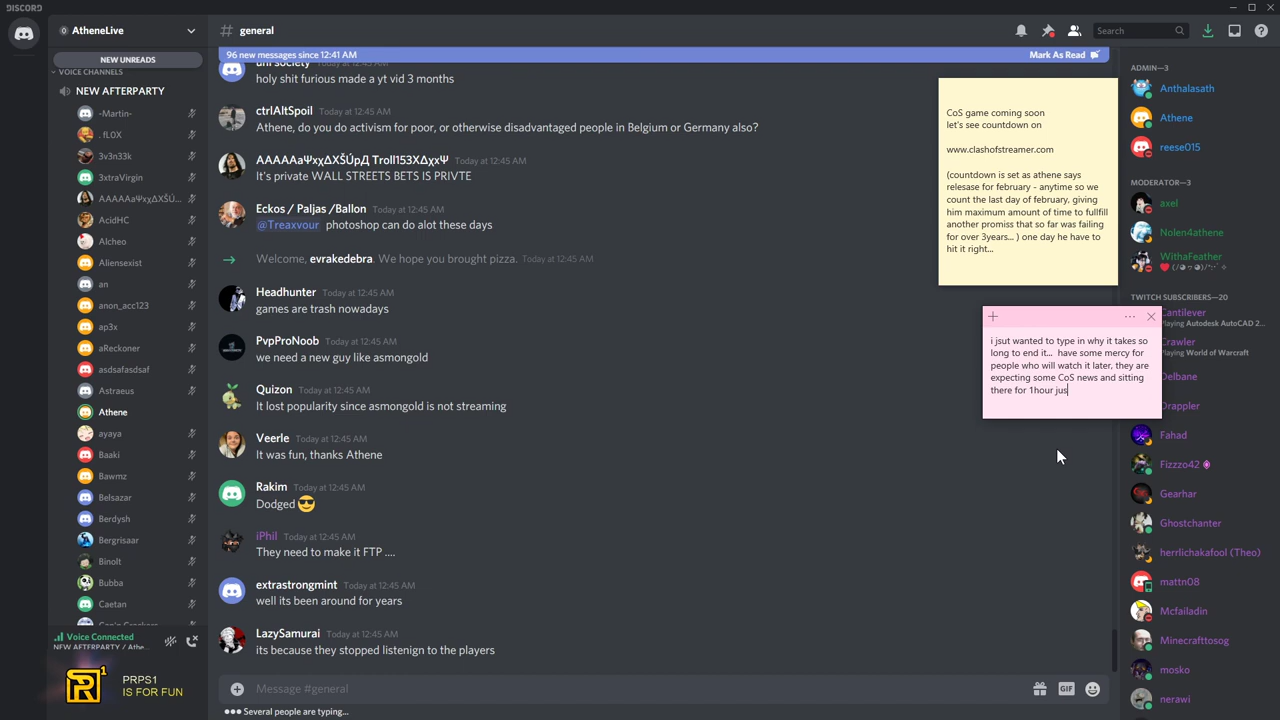 DISCORD
AtheneLive
# general
Search
NEW UNREADS
VOICE CHANNELS
NEW AFTERPARTY
-Martin-
. fL0X
3v3n33k
3xtraVirgin
AAAAAaΨχχΔXŠÚ...
AcidHC
Alcheo
Aliensexist
an
anon_acc123
ap3x
aReckoner
asdsafasdsaf
Astraeus
Athene
ayaya
Baaki
Bawmz
Belsazar
Berdysh
Bergrisaar
Binolt
Bubba
Caetan
Voice Connected
NEW AFTERPARTY / Athe...
PRPS1
IS FOR FUN
96 new messages since 12:41 AM
Mark As Read
holy shit furious made a yt vid 3 months
ctrlAltSpoil Today at 12:45 AM
Athene, do you do activism for poor, or otherwise disadvantaged people in Belgium or Germany also?
AAAAAaΨχχΔXŠÚpД Troll153XΔχχΨ Today at 12:45 AM
It's private WALL STREETS BETS IS PRIVTE
Eckos / Paljas /Ballon Today at 12:45 AM
@Treaxvour photoshop can do alot these days
Welcome, evrakedebra. We hope you brought pizza. Today at 12:45 AM
Headhunter Today at 12:45 AM
games are trash nowadays
PvpProNoob Today at 12:45 AM
we need a new guy like asmongold
Quizon Today at 12:45 AM
It lost popularity since asmongold is not streaming
Veerle Today at 12:45 AM
It was fun, thanks Athene
Rakim Today at 12:45 AM
Dodged 😎
iPhil Today at 12:45 AM
They need to make it FTP ....
extrastrongmint Today at 12:45 AM
well its been around for years
LazySamurai Today at 12:45 AM
its because they stopped listenign to the players
Message #general
GIF
Several people are typing...
CoS game coming soon
let's see countdown on
www.clashofstreamer.com
(countdown is set as athene says
relesase for february - anytime so we
count the last day of february, giving
him maximum amount of time to fullfill
another promiss that so far was failing
for over 3years... ) one day he have to
hit it right...
i jsut wanted to type in why it takes so
long to end it... have some mercy for
people who will watch it later, they are
expecting some CoS news and sitting
there for 1hour jus
ADMIN—3
Anthalasath
Athene
reese015
MODERATOR—3
axel
Nolen4athene
WithaFeather
TWITCH SUBSCRIBERS—20
Cantilever
Playing Autodesk AutoCAD 2...
Crawler
Playing World of Warcraft
Delbane
Drappler
Fahad
Fizzzo42
Gearhar
Ghostchanter
herrlichakafool (Theo)
mattn08
Mcfailadin
Minecrafttosog
mosko
nerawi